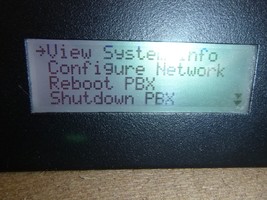 →View System Info
Configure Network
Reboot PBX
Shutdown PBX